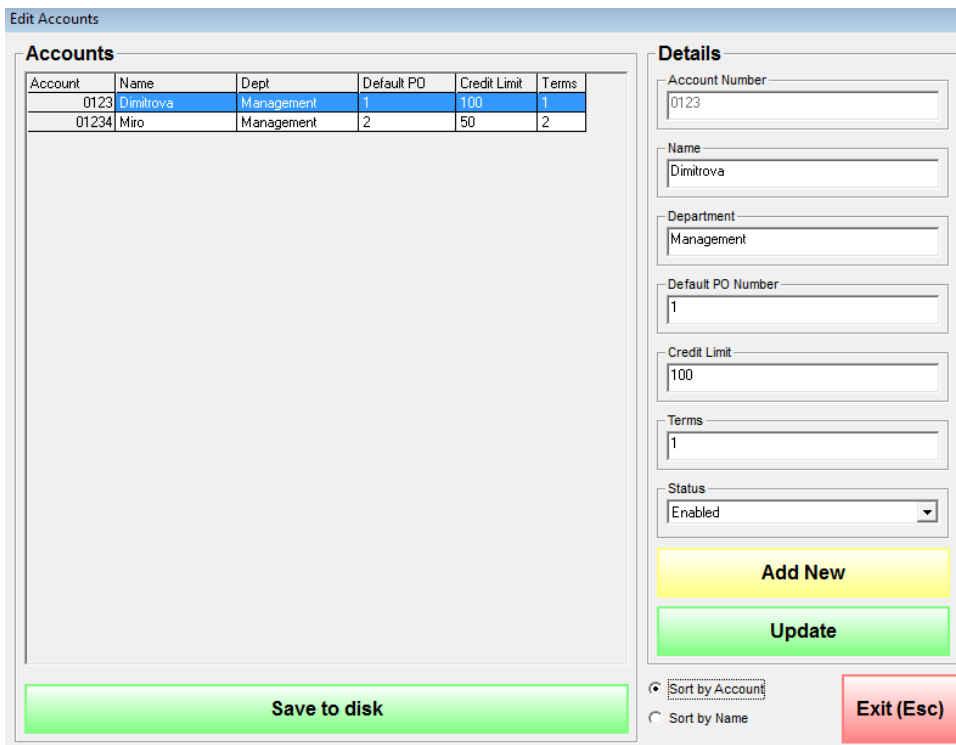 Edit Accounts
Accounts
Account Name Dept Default PO Credit Limit Terms
0123 Dimitrova Management 1 100 1
01234 Miro Management 2 50 2
Save to disk
Details
Account Number
0123
Name
Dimitrova
Department
Management
Default PO Number
1
Credit Limit
100
Terms
1
Status
Enabled
Add New
Update
Sort by Account
Sort by Name
Exit (Esc)